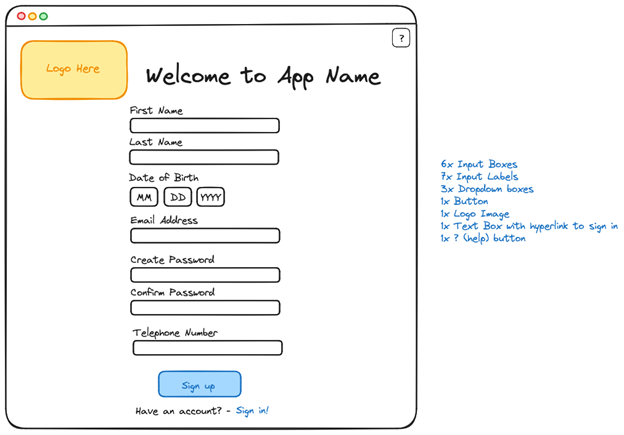 ?
Logo Here
Welcome to App Name
First Name
Last Name
Date of Birth
MM DD YYYY
Email Address
Create Password
Confirm Password
Telephone Number
Sign up
Have an account? - Sign in!
6x Input Boxes
7x Input Labels
3x Dropdown boxes
1x Button
1x Logo Image
1x Text Box with hyperlink to sign in
1x ? (help) button